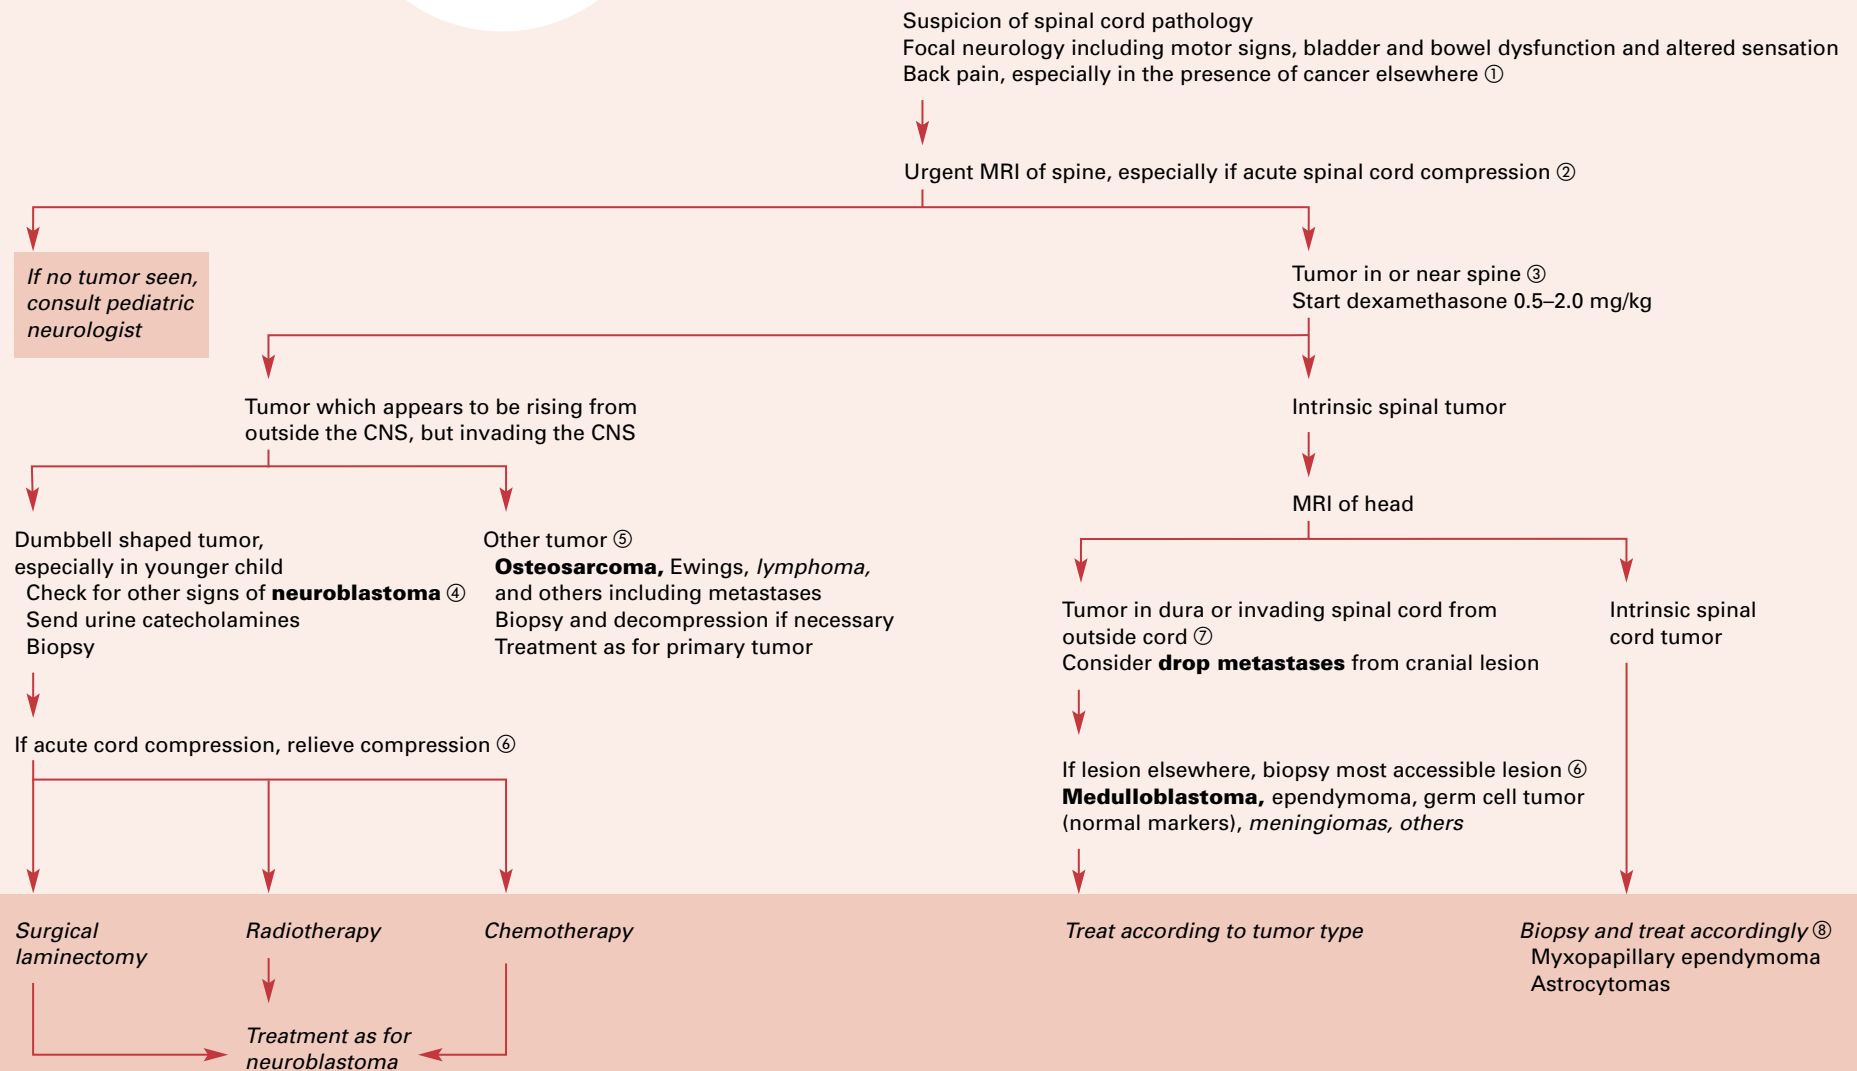 Suspicion of spinal cord pathology
Focal neurology including motor signs, bladder and bowel dysfunction and altered sensation
Back pain, especially in the presence of cancer elsewhere ①
Urgent MRI of spine, especially if acute spinal cord compression ②
If no tumor seen,
consult pediatric
neurologist
Tumor in or near spine ③
Start dexamethasone 0.5–2.0 mg/kg
Tumor which appears to be rising from
outside the CNS, but invading the CNS
Intrinsic spinal tumor
MRI of head
Dumbbell shaped tumor,
especially in younger child
Check for other signs of neuroblastoma ④
Send urine catecholamines
Biopsy
Other tumor ⑤
Osteosarcoma, Ewings, lymphoma,
and others including metastases
Biopsy and decompression if necessary
Treatment as for primary tumor
Tumor in dura or invading spinal cord from
outside cord ⑦
Consider drop metastases from cranial lesion
Intrinsic spinal
cord tumor
If acute cord compression, relieve compression ⑥
If lesion elsewhere, biopsy most accessible lesion ⑥
Medulloblastoma, ependymoma, germ cell tumor
(normal markers), meningiomas, others
Surgical
laminectomy
Radiotherapy
Chemotherapy
Treatment as for
neuroblastoma
Treat according to tumor type
Biopsy and treat accordingly ⑧
Myxopapillary ependymoma
Astrocytomas